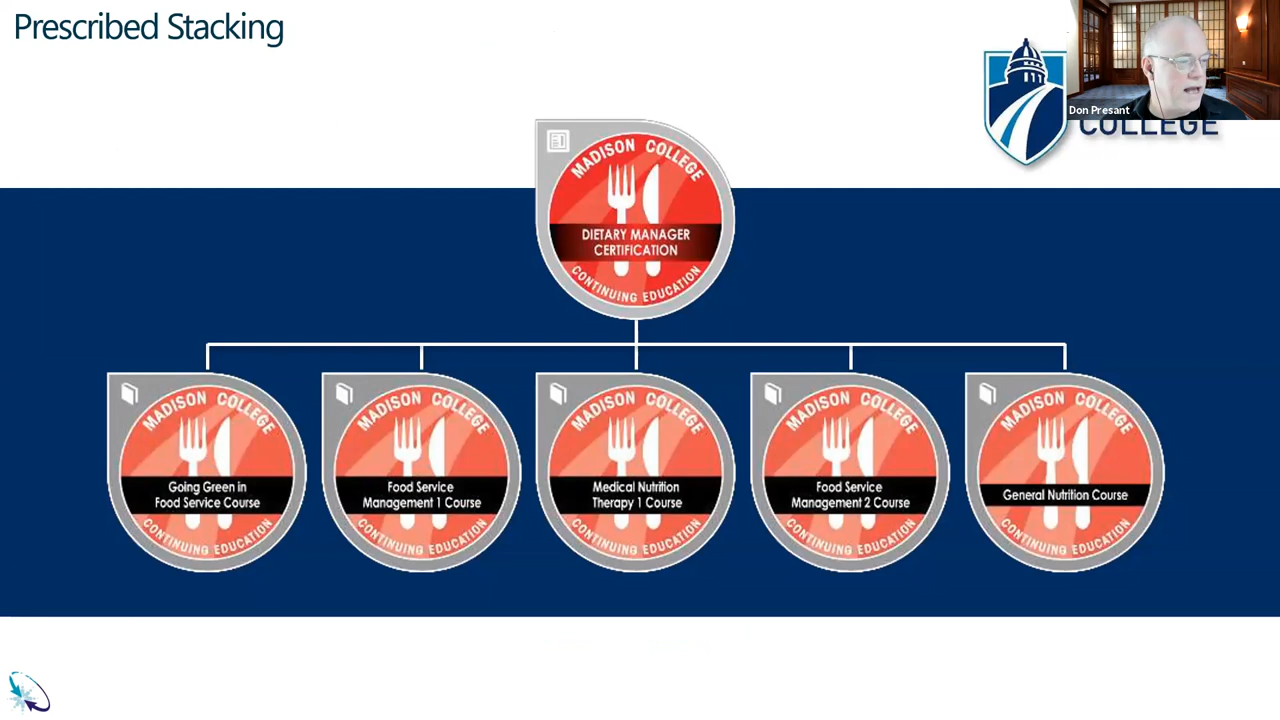 Prescribed Stacking
Don Presant
COLLEGE
MADISON COLLEGE
DIETARY MANAGER
CERTIFICATION
CONTINUING EDUCATION
MADISON COLLEGE
Going Green in
Food Service Course
CONTINUING EDUCATION
MADISON COLLEGE
Food Service
Management 1 Course
CONTINUING EDUCATION
MADISON COLLEGE
Medical Nutrition
Therapy 1 Course
CONTINUING EDUCATION
MADISON COLLEGE
Food Service
Management 2 Course
CONTINUING EDUCATION
MADISON COLLEGE
General Nutrition Course
CONTINUING EDUCATION